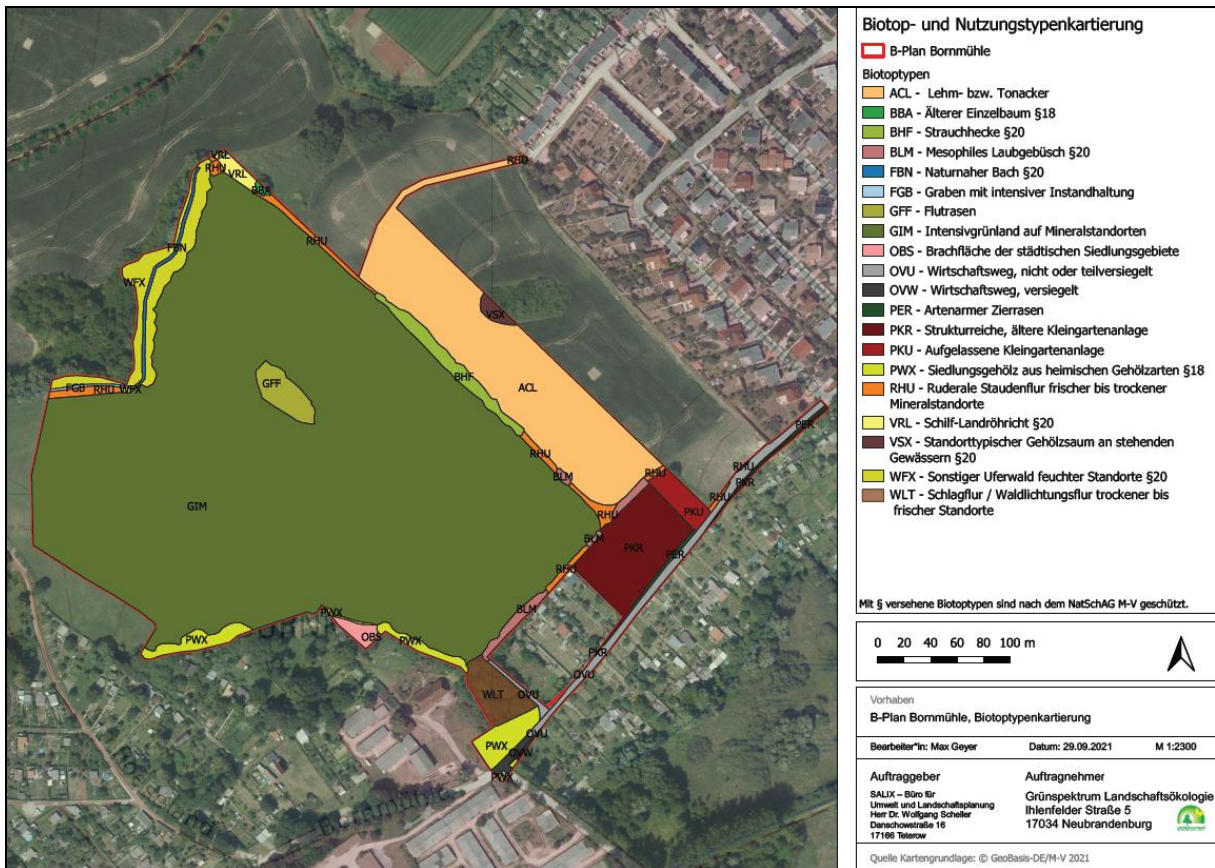 Biotop- und Nutzungstypenkartierung
B-Plan Bornmühle
Biotoptypen
ACL - Lehm- bzw. Tonacker
BBA - Älterer Einzelbaum §18
BHF - Strauchhecke §20
BLM - Mesophiles Laubgebüsch §20
FBN - Naturnaher Bach §20
FGB - Graben mit intensiver Instandhaltung
GFF - Flutrasen
GIM - Intensivgrünland auf Mineralstandorten
OBS - Brachfläche der städtischen Siedlungsgebiete
OVU - Wirtschaftsweg, nicht oder teilversiegelt
OVW - Wirtschaftsweg, versiegelt
PER - Artenarmer Zierrasen
PKR - Strukturreiche, ältere Kleingartenanlage
PKU - Aufgelassene Kleingartenanlage
PWX - Siedlungsgehölz aus heimischen Gehölzarten §18
RHU - Ruderale Staudenflur frischer bis trockener
Mineralstandorte
VRL - Schilf-Landröhricht §20
VSX - Standorttypischer Gehölzsaum an stehenden
Gewässern §20
WFX - Sonstiger Uferwald feuchter Standorte §20
WLT - Schlagflur / Waldlichtungsflur trockener bis
frischer Standorte
Mit § versehene Biotoptypen sind nach dem NatSchAG M-V geschützt.
0 20 40 60 80 100 m
Vorhaben
B-Plan Bornmühle, Biotoptypenkartierung
Bearbeiter*in: Max Geyer Datum: 29.09.2021 M 1:2300
Auftraggeber
SALIX – Büro für
Umwelt und Landschaftsplanung
Herr Dr. Wolfgang Scheller
Danschowstraße 16
17166 Teterow
Auftragnehmer
Grünspektrum Landschaftsökologie
Ihlenfelder Straße 5
17034 Neubrandenburg
Quelle Kartengrundlage: © GeoBasis-DE/M-V 2021
VRL
RHN
VRL
BBA
RHU
RHU
FBN
WFX
VSX
FGB
RHU
WFX
GFF
BHF
ACL
PER
RHU
BLM
RHU
RHU
PKR
RHU
PKU
RHU
GIM
BLM
PKR
PER
RHU
BLM
PWX
PWX
OBS
PWX
PKR
OVU
WLT
OVU
OVU
PWX
OVW
PWX
Bornmühle